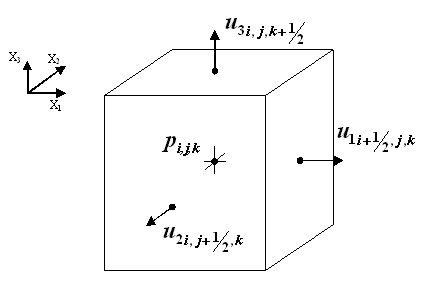 u₃ᵢ, ⱼ, ₖ₊½
X₃
X₂
X₁
u₁ᵢ₊½, ⱼ, ₖ
pᵢ,ⱼ,ₖ
u₂ᵢ, ⱼ₊½, ₖ